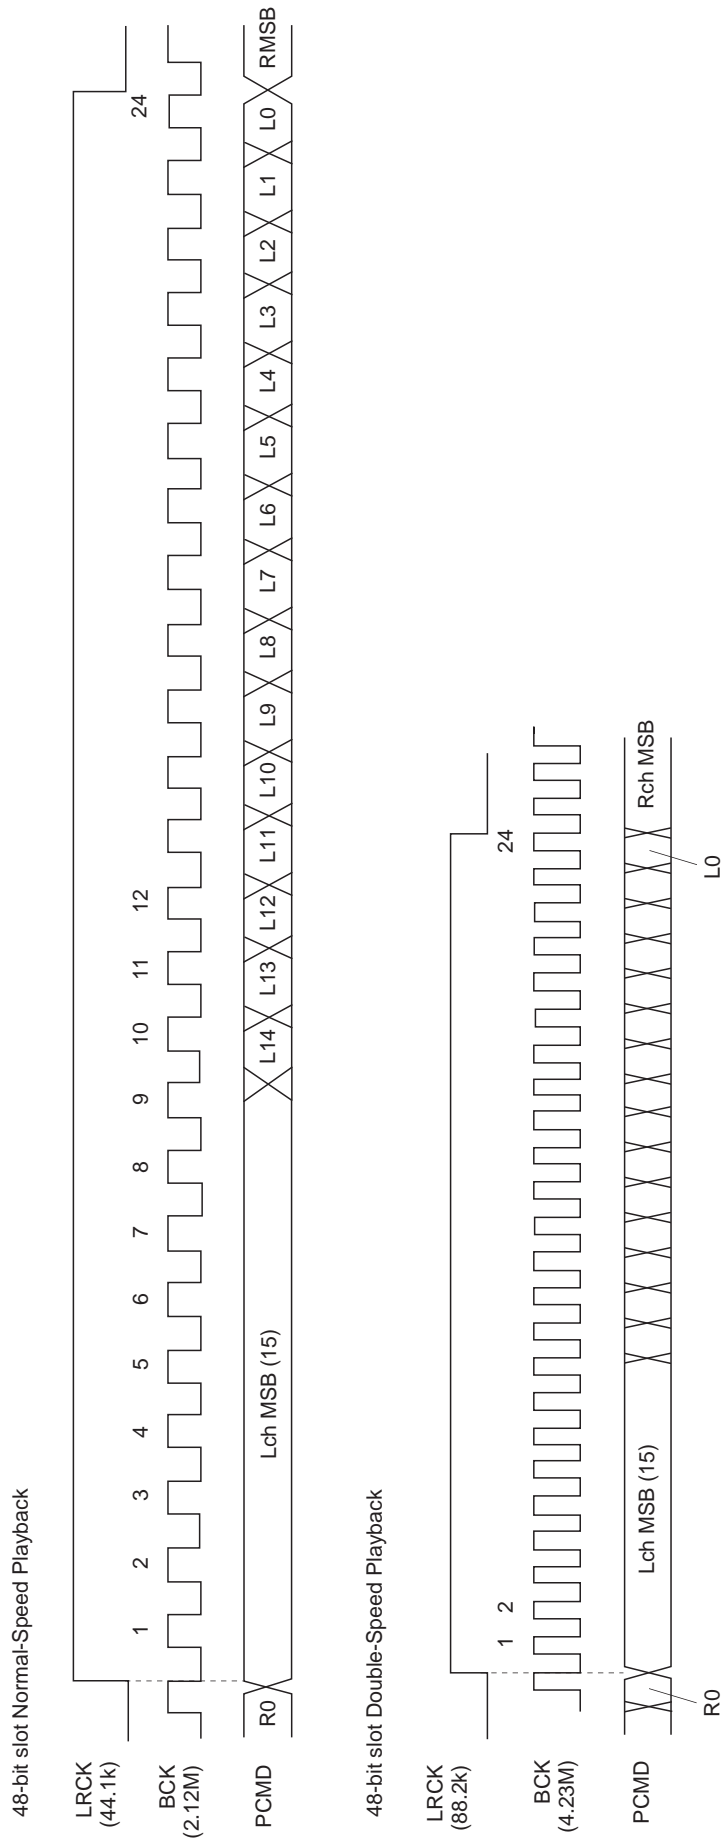 48-bit slot Normal-Speed Playback
LRCK
(44.1k)
1 2 3 4 5 6 7 8 9 10 11 12 24
BCK
(2.12M)
PCMD
R0 Lch MSB (15) L14 L13 L12 L11 L10 L9 L8 L7 L6 L5 L4 L3 L2 L1 L0 RMSB
48-bit slot Double-Speed Playback
LRCK
(88.2k)
1 2 24
BCK
(4.23M)
PCMD
Lch MSB (15) Rch MSB
R0 L0